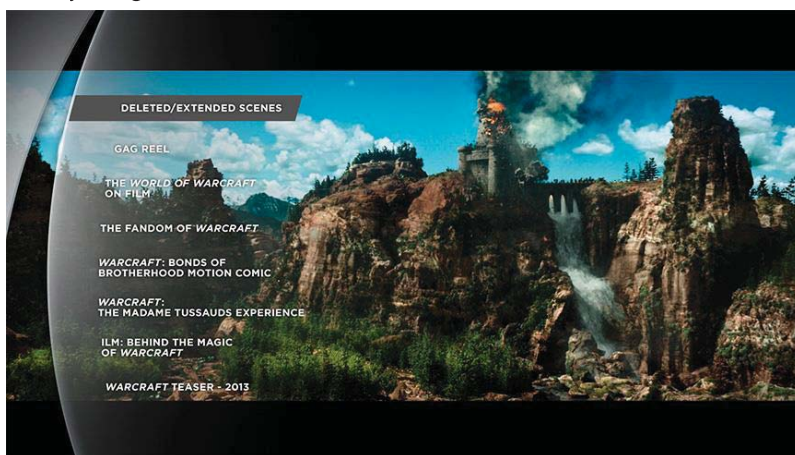 DELETED/EXTENDED SCENES
GAG REEL
THE WORLD OF WARCRAFT
ON FILM
THE FANDOM OF WARCRAFT
WARCRAFT: BONDS OF
BROTHERHOOD MOTION COMIC
WARCRAFT:
THE MADAME TUSSAUDS EXPERIENCE
ILM: BEHIND THE MAGIC
OF WARCRAFT
WARCRAFT TEASER - 2013